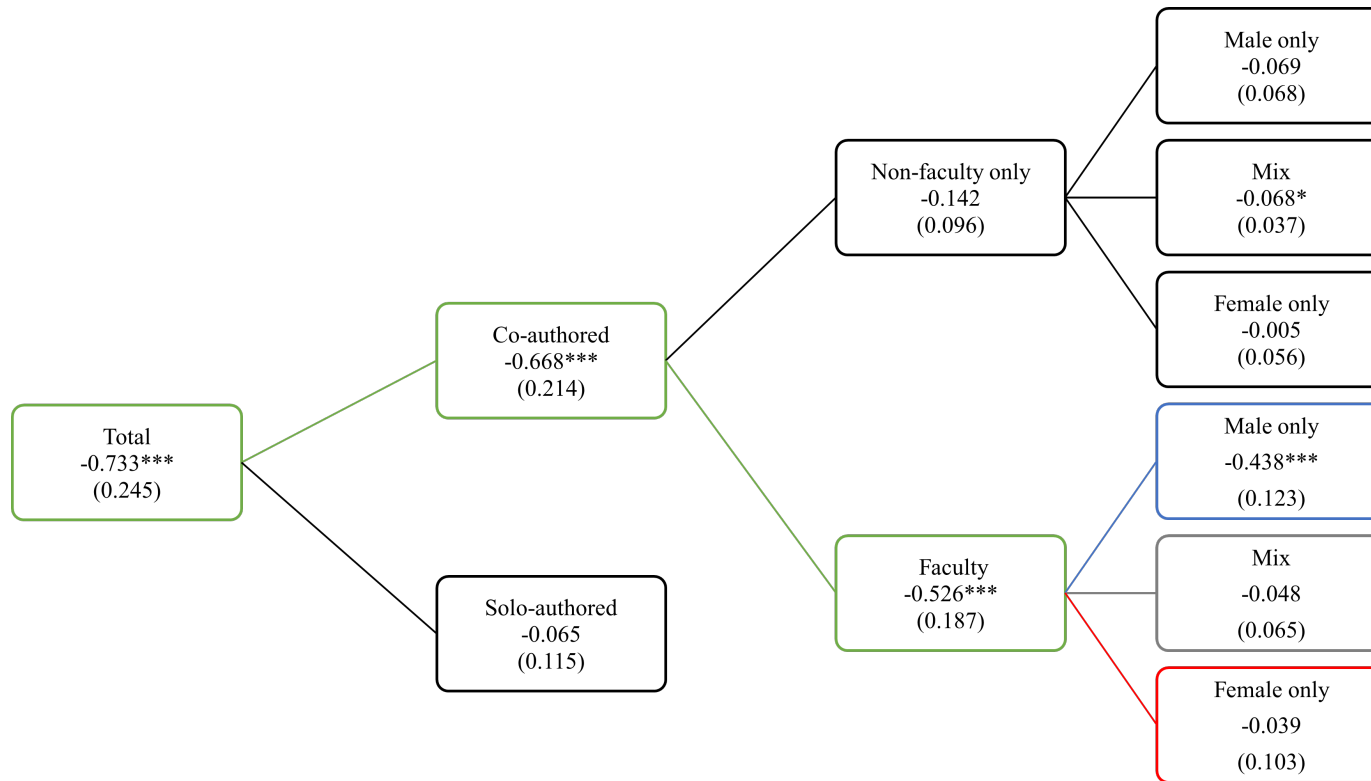 Total
-0.733***
(0.245)
Co-authored
-0.668***
(0.214)
Solo-authored
-0.065
(0.115)
Non-faculty only
-0.142
(0.096)
Faculty
-0.526***
(0.187)
Male only
-0.069
(0.068)
Mix
-0.068*
(0.037)
Female only
-0.005
(0.056)
Male only
-0.438***
(0.123)
Mix
-0.048
(0.065)
Female only
-0.039
(0.103)